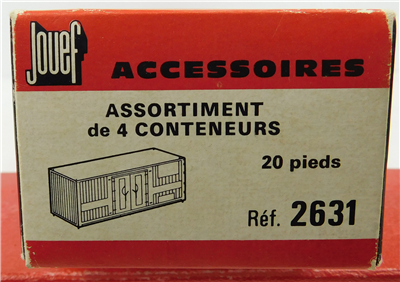 Jouef
ACCESSOIRES
ASSORTIMENT
de 4 CONTENEURS
20 pieds
Réf. 2631